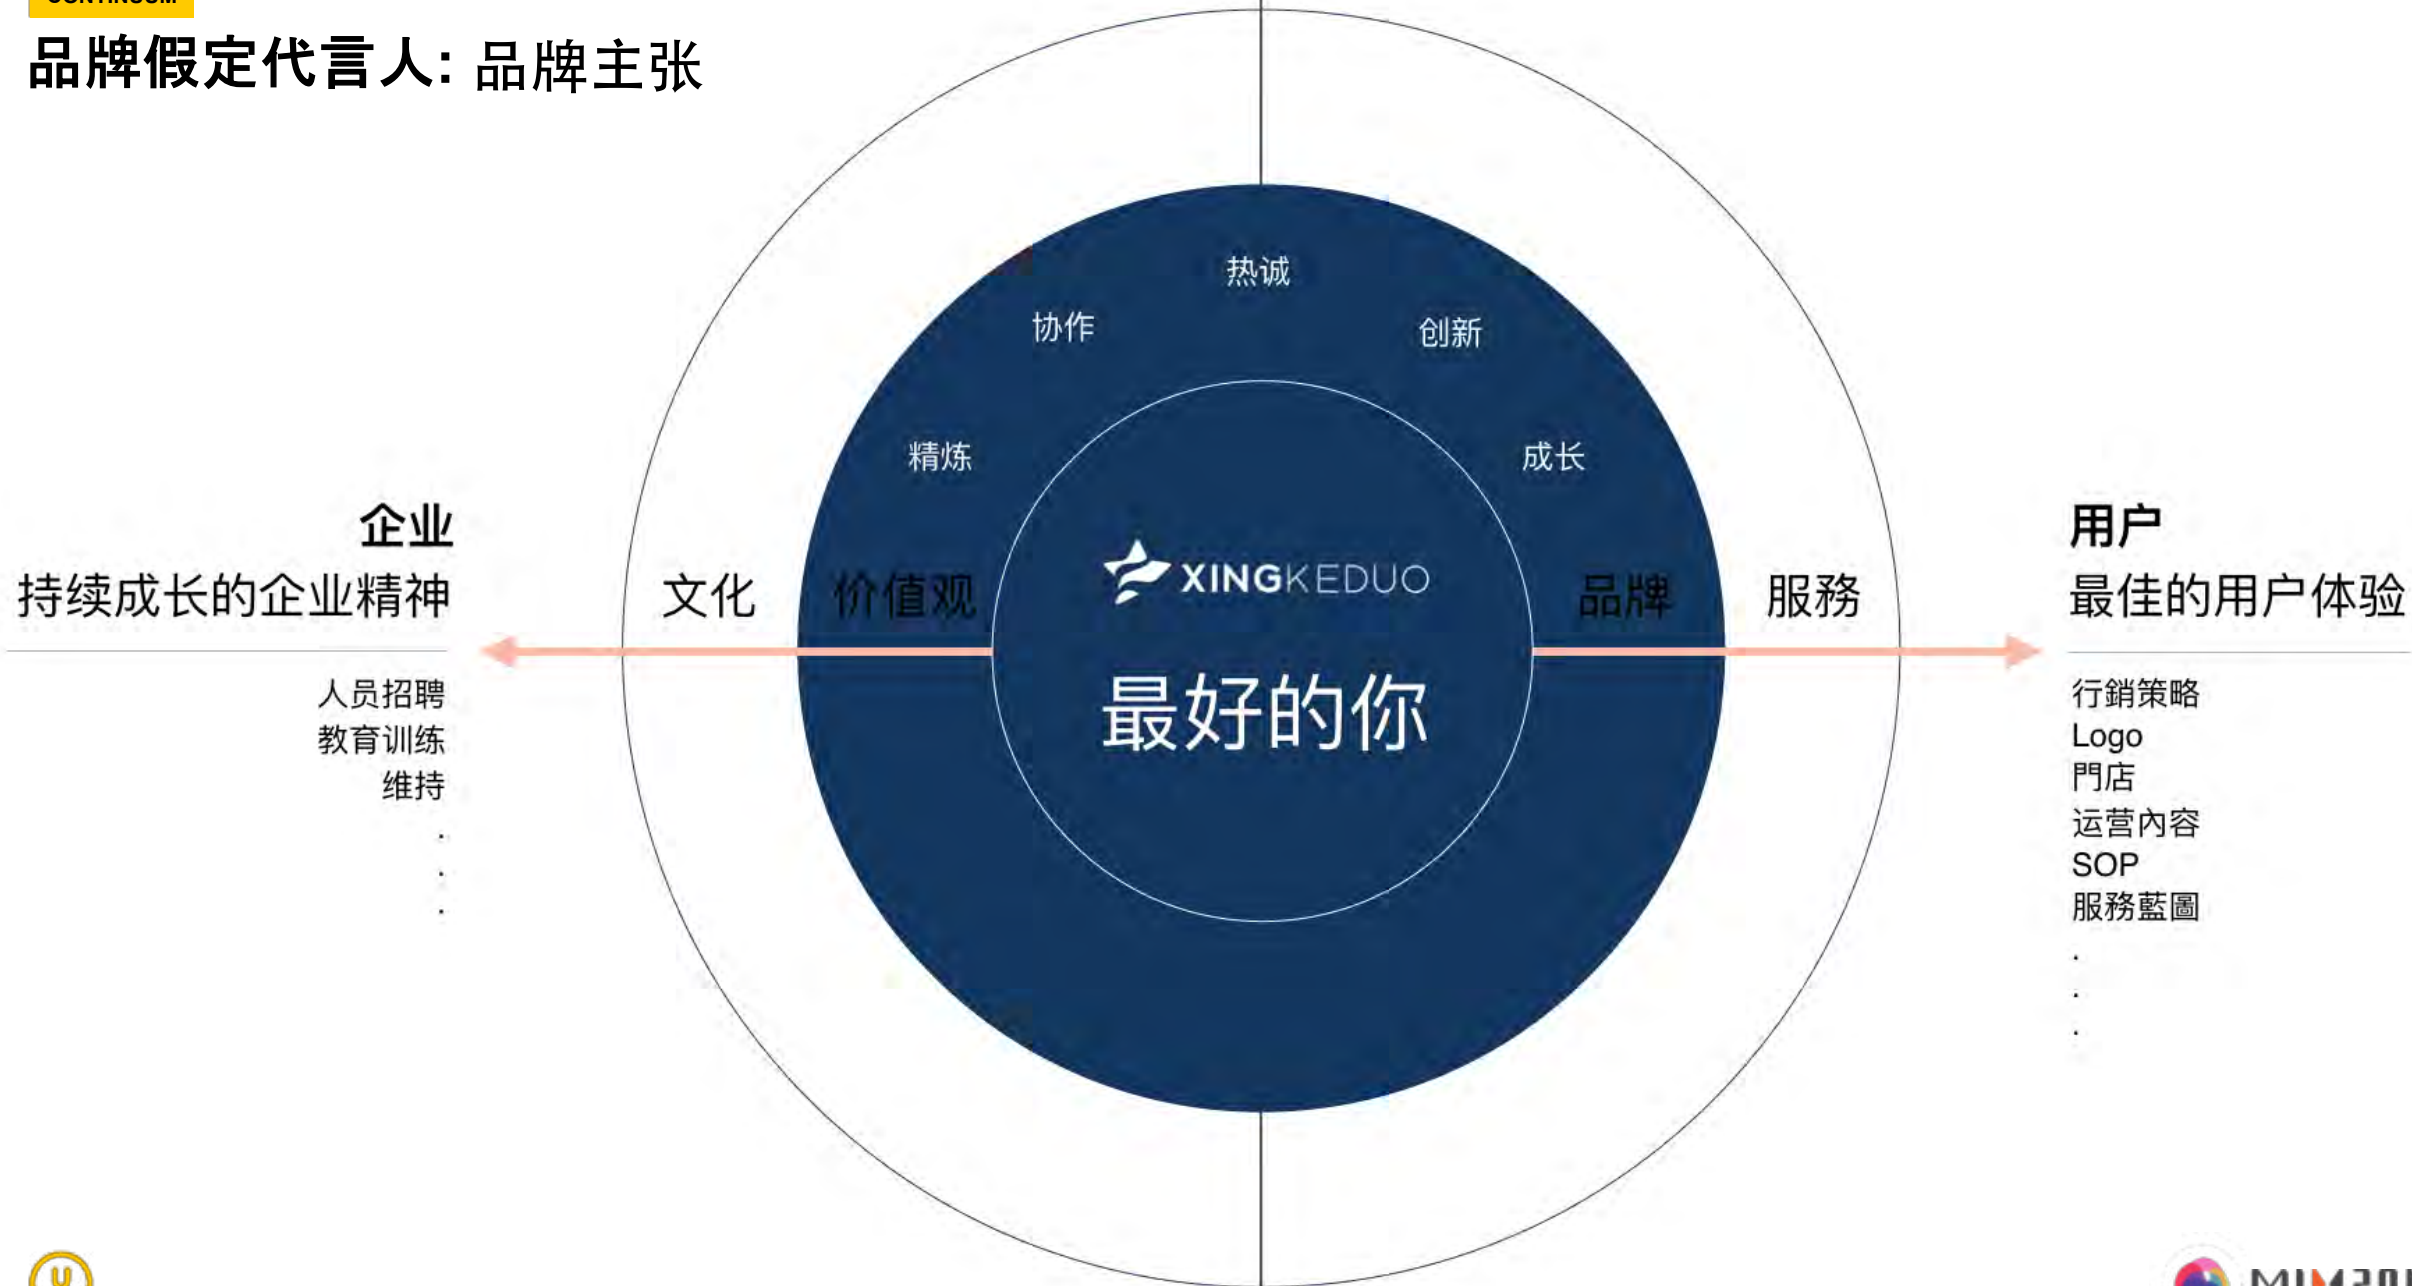 CONTINUUM
品牌假定代言人: 品牌主张
热诚
协作
创新
精炼
成长
企业
持续成长的企业精神
人员招聘
教育训练
维持
.
.
.
文化
价值观
XINGKEDUO
最好的你
品牌
服務
用户
最佳的用户体验
行銷策略
Logo
門店
运营內容
SOP
服務藍圖
.
.
.
U